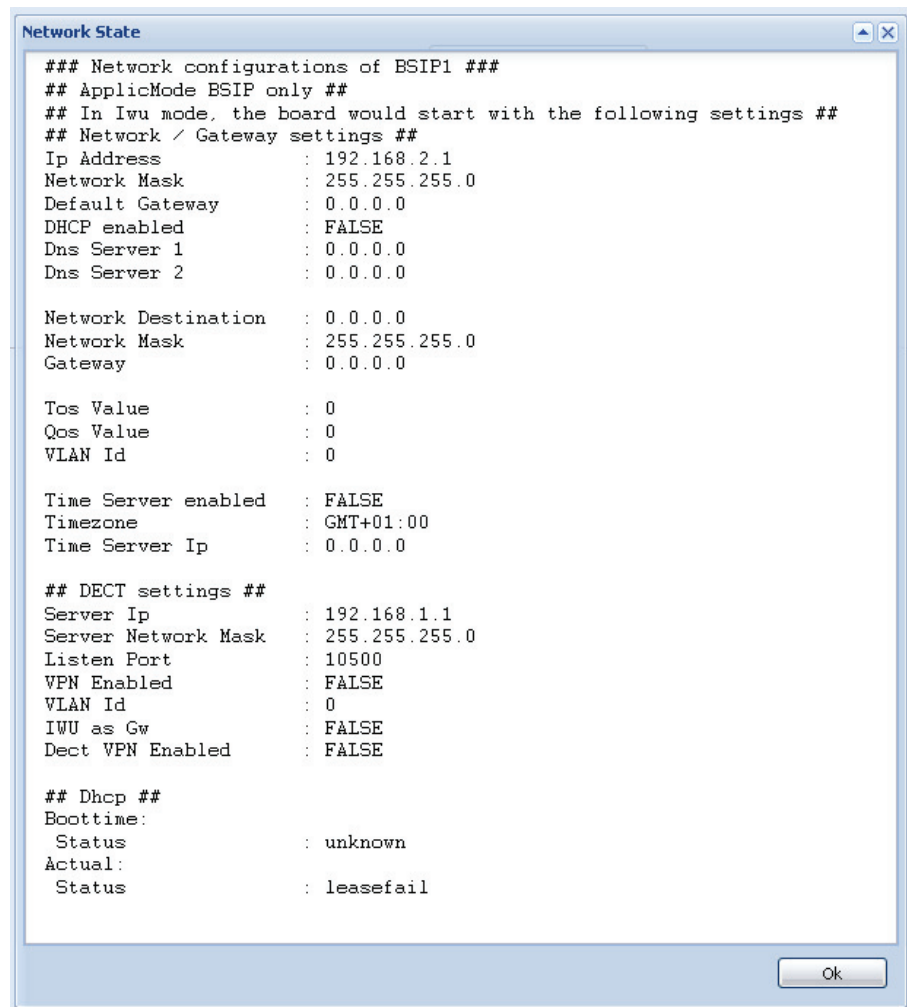 Network State
### Network configurations of BSIP1 ###
## ApplicMode BSIP only ##
## In Iwu mode, the board would start with the following settings ##
## Network / Gateway settings ##
Ip Address : 192.168.2.1
Network Mask : 255.255.255.0
Default Gateway : 0.0.0.0
DHCP enabled : FALSE
Dns Server 1 : 0.0.0.0
Dns Server 2 : 0.0.0.0
Network Destination : 0.0.0.0
Network Mask : 255.255.255.0
Gateway : 0.0.0.0
Tos Value : 0
Qos Value : 0
VLAN Id : 0
Time Server enabled : FALSE
Timezone : GMT+01:00
Time Server Ip : 0.0.0.0
## DECT settings ##
Server Ip : 192.168.1.1
Server Network Mask : 255.255.255.0
Listen Port : 10500
VPN Enabled : FALSE
VLAN Id : 0
IWU as Gw : FALSE
Dect VPN Enabled : FALSE
## Dhcp ##
Boottime:
Status : unknown
Actual:
Status : leasefail
Ok